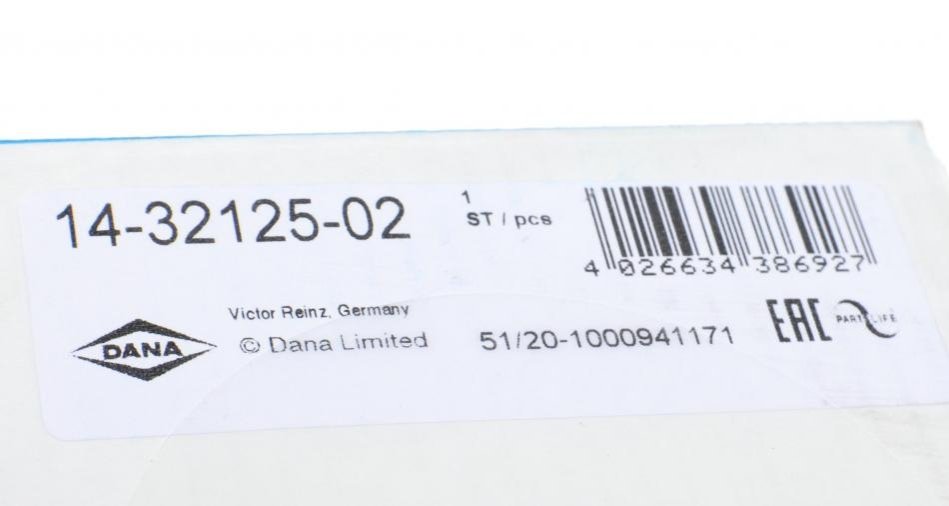 14-32125-02
1
ST / pcs
4 026634 386927
DANA
Victor Reinz, Germany
© Dana Limited
51/20-1000941171
EAC
PARTSLIFE